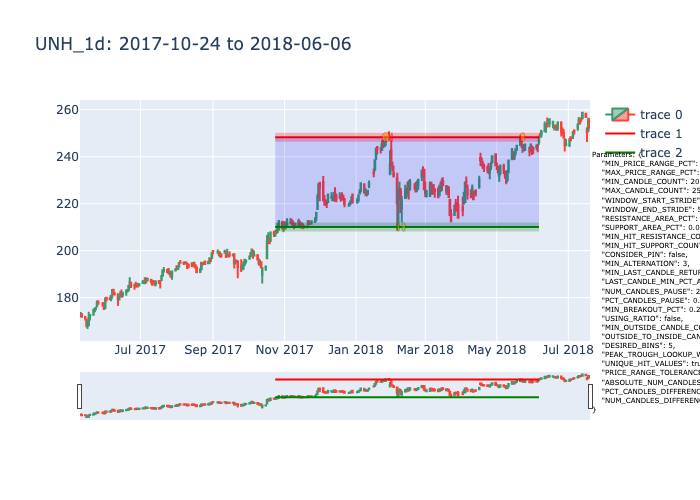 UNH_1d: 2017-10-24 to 2018-06-06
260
240
220
200
180
Jul 2017
Sep 2017
Nov 2017
Jan 2018
Mar 2018
May 2018
Jul 2018
trace 0
trace 1
trace 2
Parameters: {
"MIN_PRICE_RANGE_PCT":
"MAX_PRICE_RANGE_PCT":
"MIN_CANDLE_COUNT": 20
"MAX_CANDLE_COUNT": 25
"WINDOW_START_STRIDE":
"WINDOW_END_STRIDE": 5
"RESISTANCE_AREA_PCT":
"SUPPORT_AREA_PCT": 0.0
"MIN_HIT_RESISTANCE_CO
"MIN_HIT_SUPPORT_COUNT
"CONSIDER_PIN": false,
"MIN_ALTERNATION": 3,
"MIN_LAST_CANDLE_RETUR
"LAST_CANDLE_MIN_PCT_A
"NUM_CANDLES_PAUSE": 2
"PCT_CANDLES_PAUSE": 0.
"MIN_BREAKOUT_PCT": 0.2
"USING_RATIO": false,
"MIN_OUTSIDE_CANDLE_CO
"OUTSIDE_TO_INSIDE_CAN
"DESIRED_BINS": 5,
"PEAK_TROUGH_LOOKUP_W
"UNIQUE_HIT_VALUES": tru
"PRICE_RANGE_TOLERANC
"ABSOLUTE_NUM_CANDLES
"PCT_CANDLES_DIFFERENC
"NUM_CANDLES_DIFFEREN
}